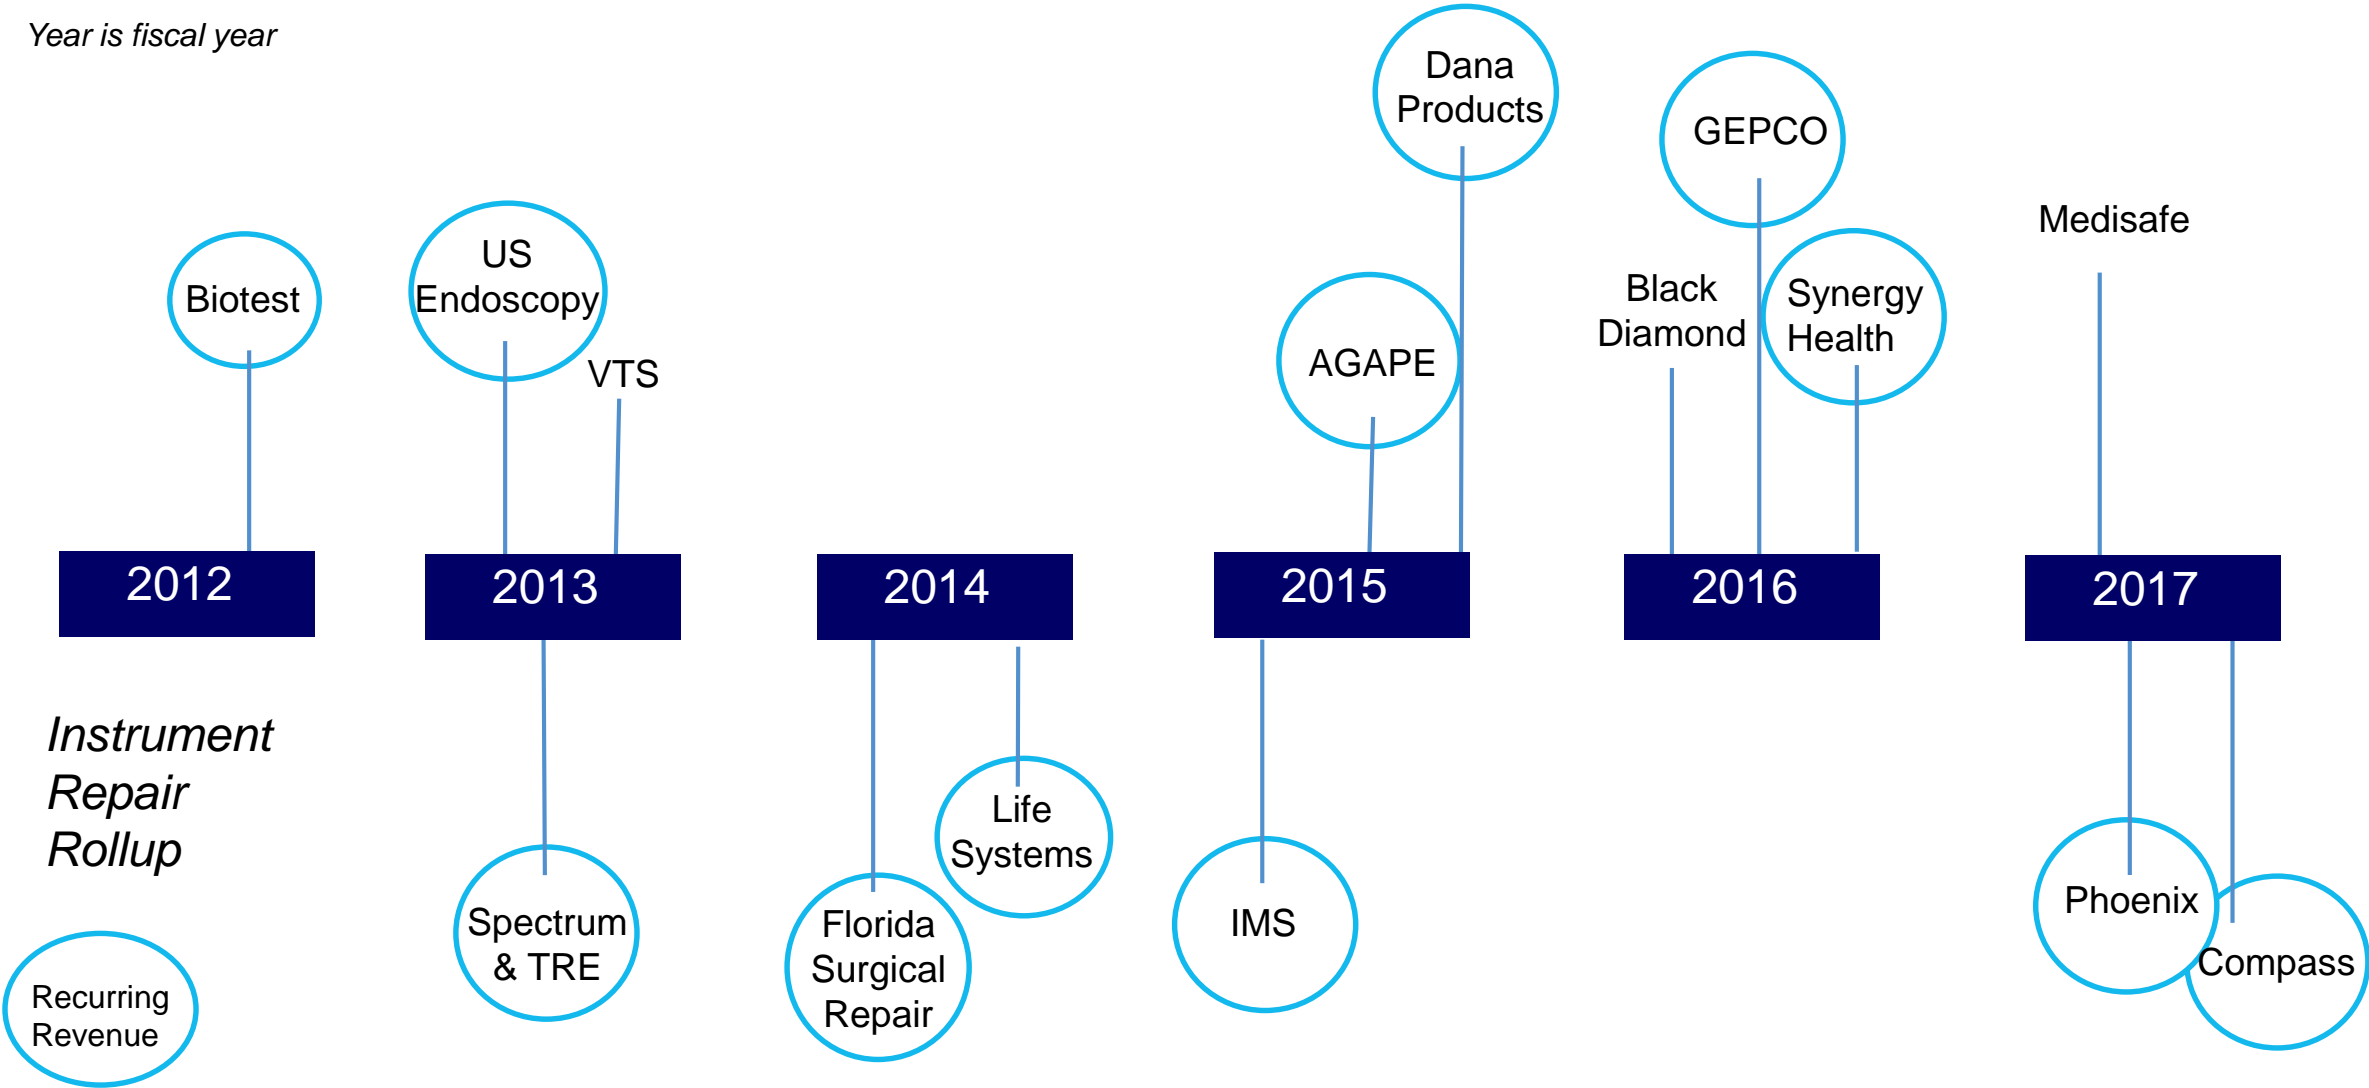 Year is fiscal year
Dana
Products
GEPCO
Medisafe
US
Endoscopy
Biotest
Black
Diamond
Synergy
Health
VTS
AGAPE
2012
2013
2014
2015
2016
2017
Instrument
Repair
Rollup
Life
Systems
Spectrum
& TRE
Florida
Surgical
Repair
IMS
Phoenix
Compass
Recurring
Revenue